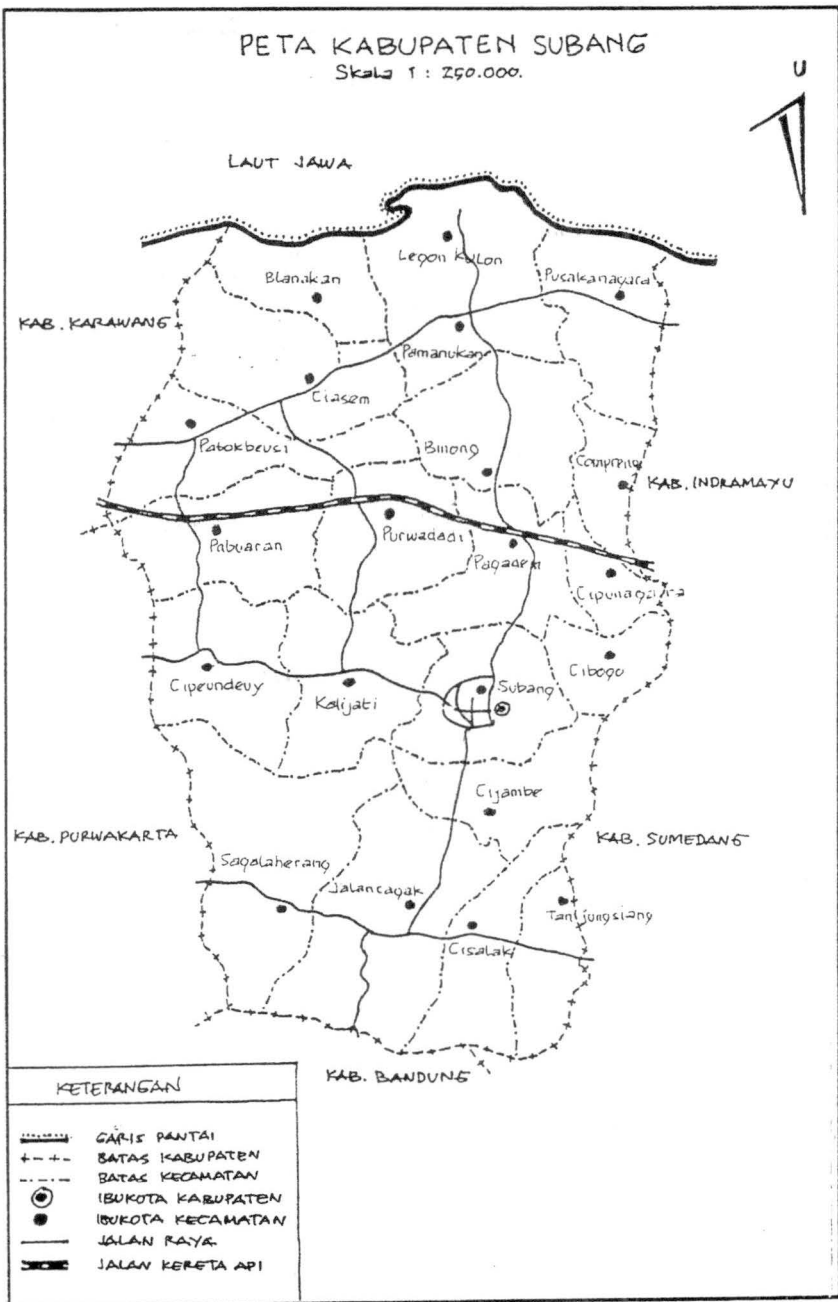 PETA KABUPATEN SUBANG
Skala 1 : 250.000.
U
LAUT JAWA
Legon Kulon
Blanakan
Pusakanagara
KAB. KARAWANG
Pamanukan
Ciasem
Patokbeusi
Binong
Compreng
KAB. INDRAMAYU
Pabuaran
Purwadadi
Pagaden
Cipunagara
Cibogo
Cipeundeuy
Kalijati
Subang
Cijambe
KAB. PURWAKARTA
KAB. SUMEDANG
Sagalaherang
Jalancagak
Tanjungsiang
Cisalak
KAB. BANDUNG
KETERANGAN
GARIS PANTAI
BATAS KABUPATEN
BATAS KECAMATAN
IBUKOTA KABUPATEN
IBUKOTA KECAMATAN
JALAN RAYA
JALAN KERETA API